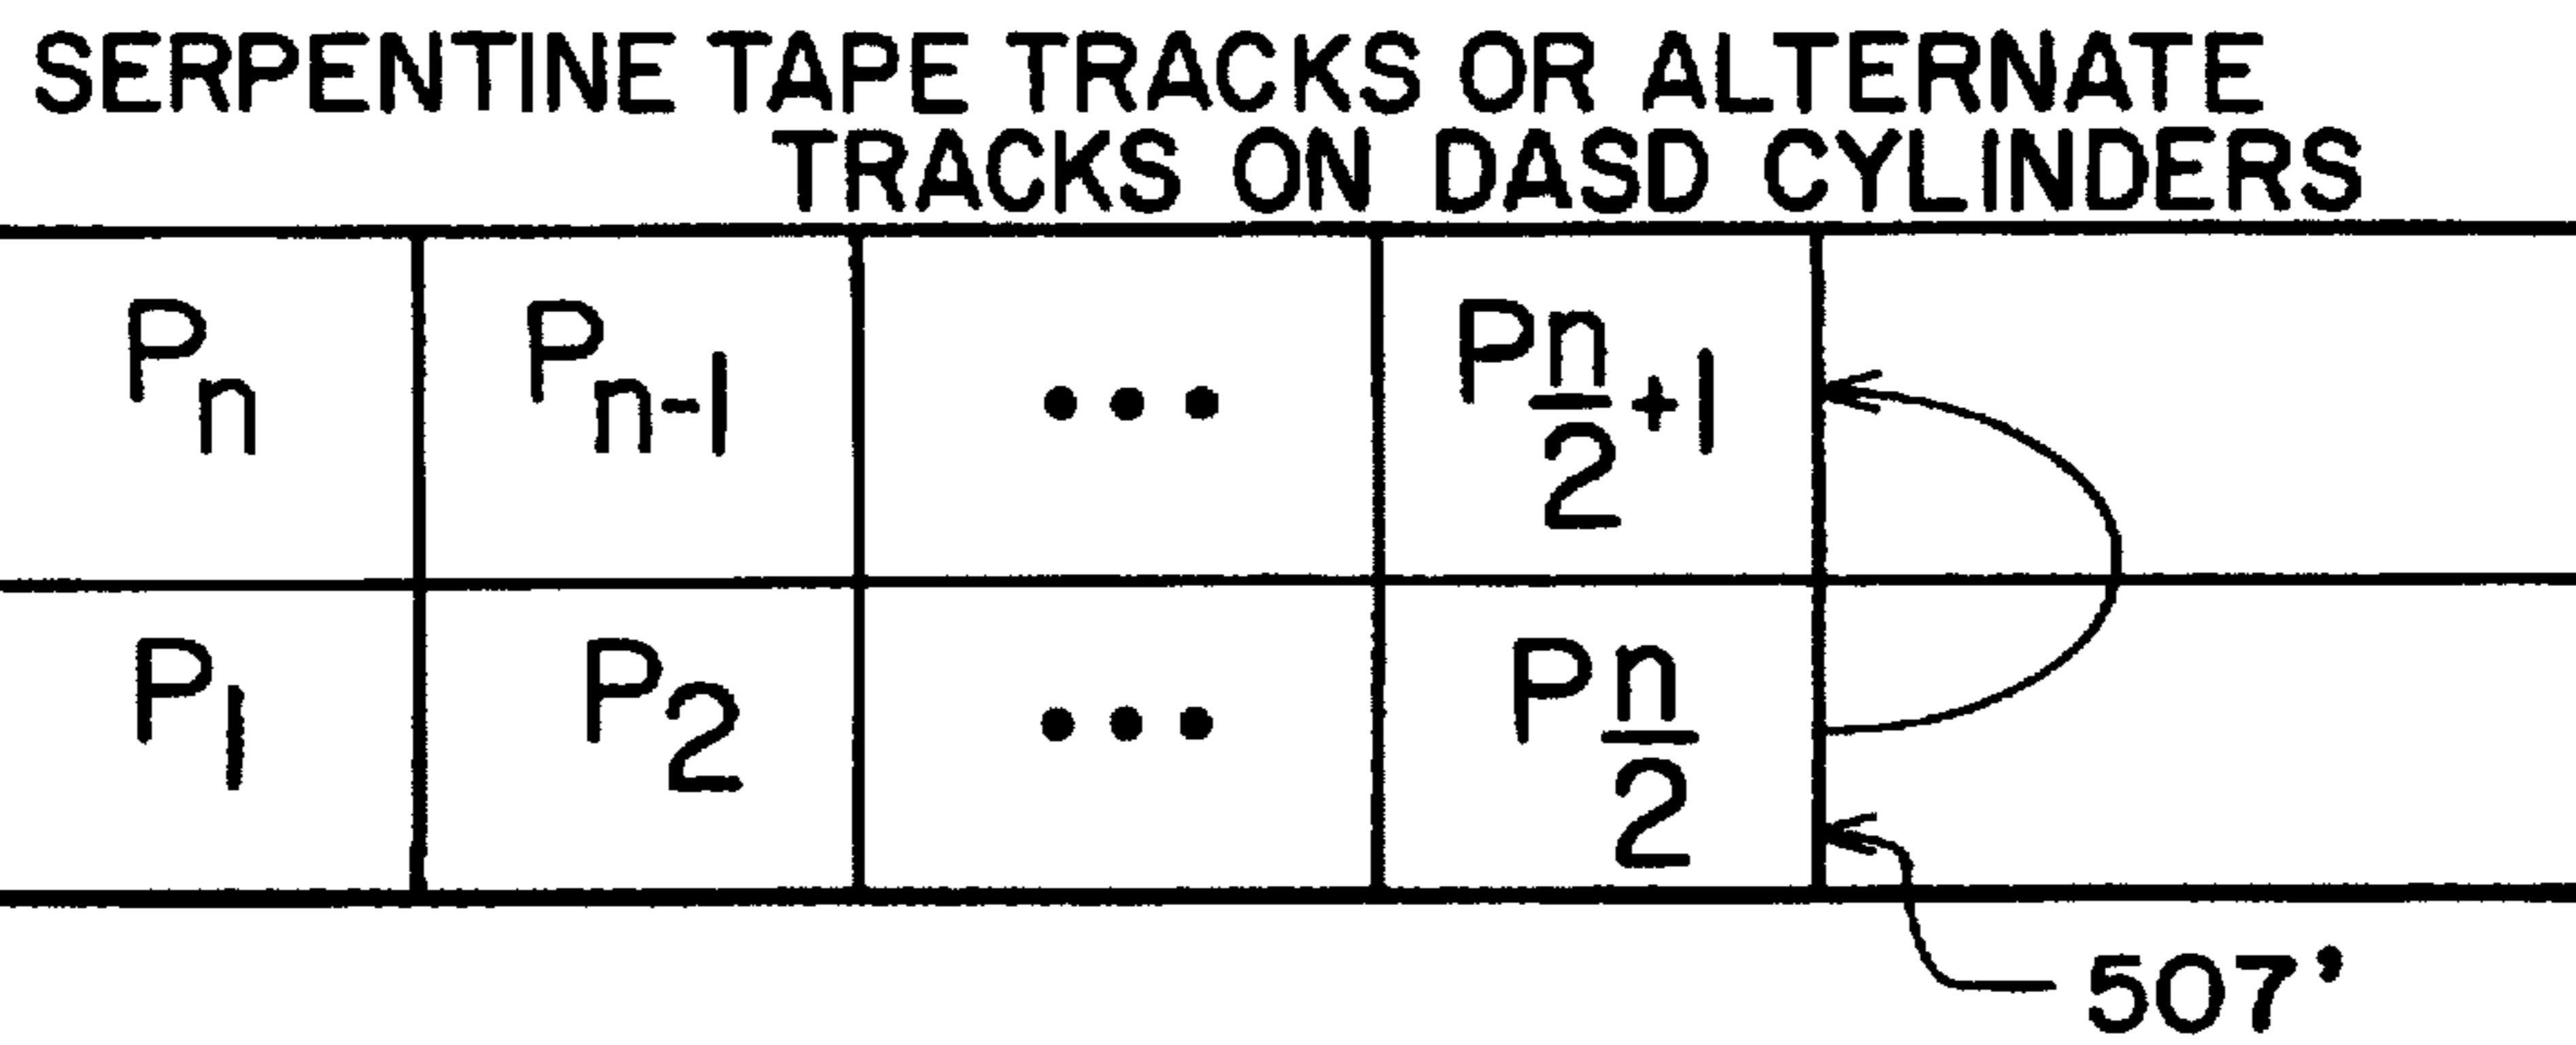 SERPENTINE TAPE TRACKS OR ALTERNATE
TRACKS ON DASD CYLINDERS
Pn Pn-1 ••• Pn/2+1
P1 P2 ••• Pn/2
507'